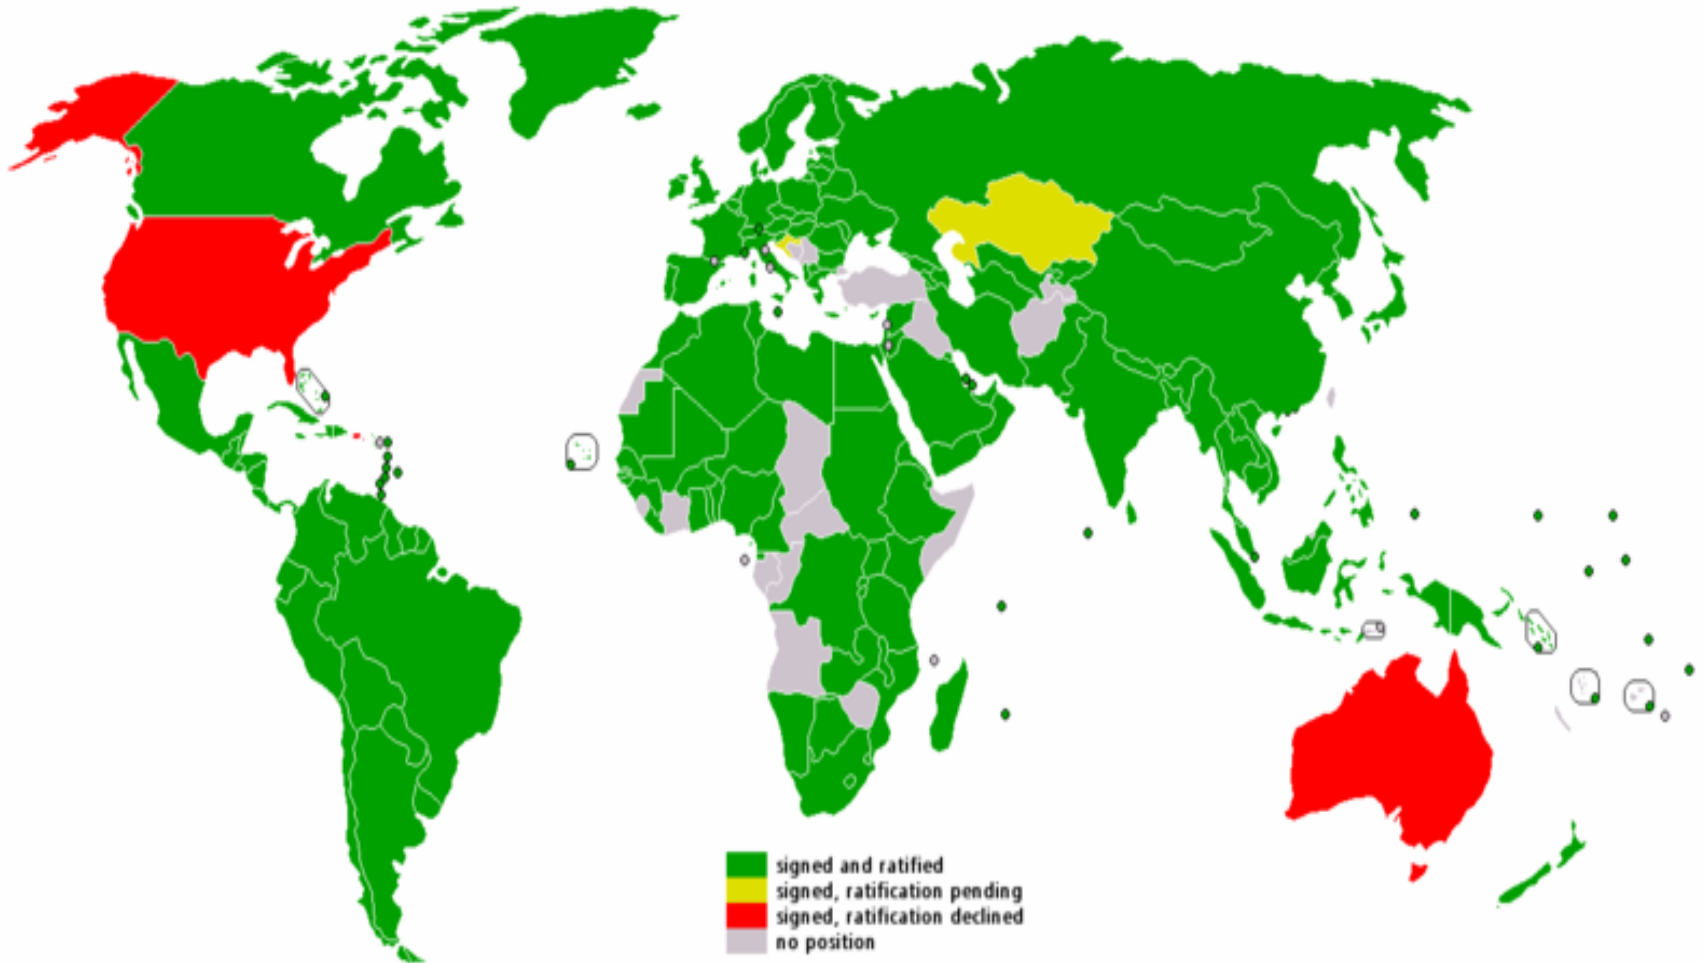 signed and ratified
signed, ratification pending
signed, ratification declined
no position